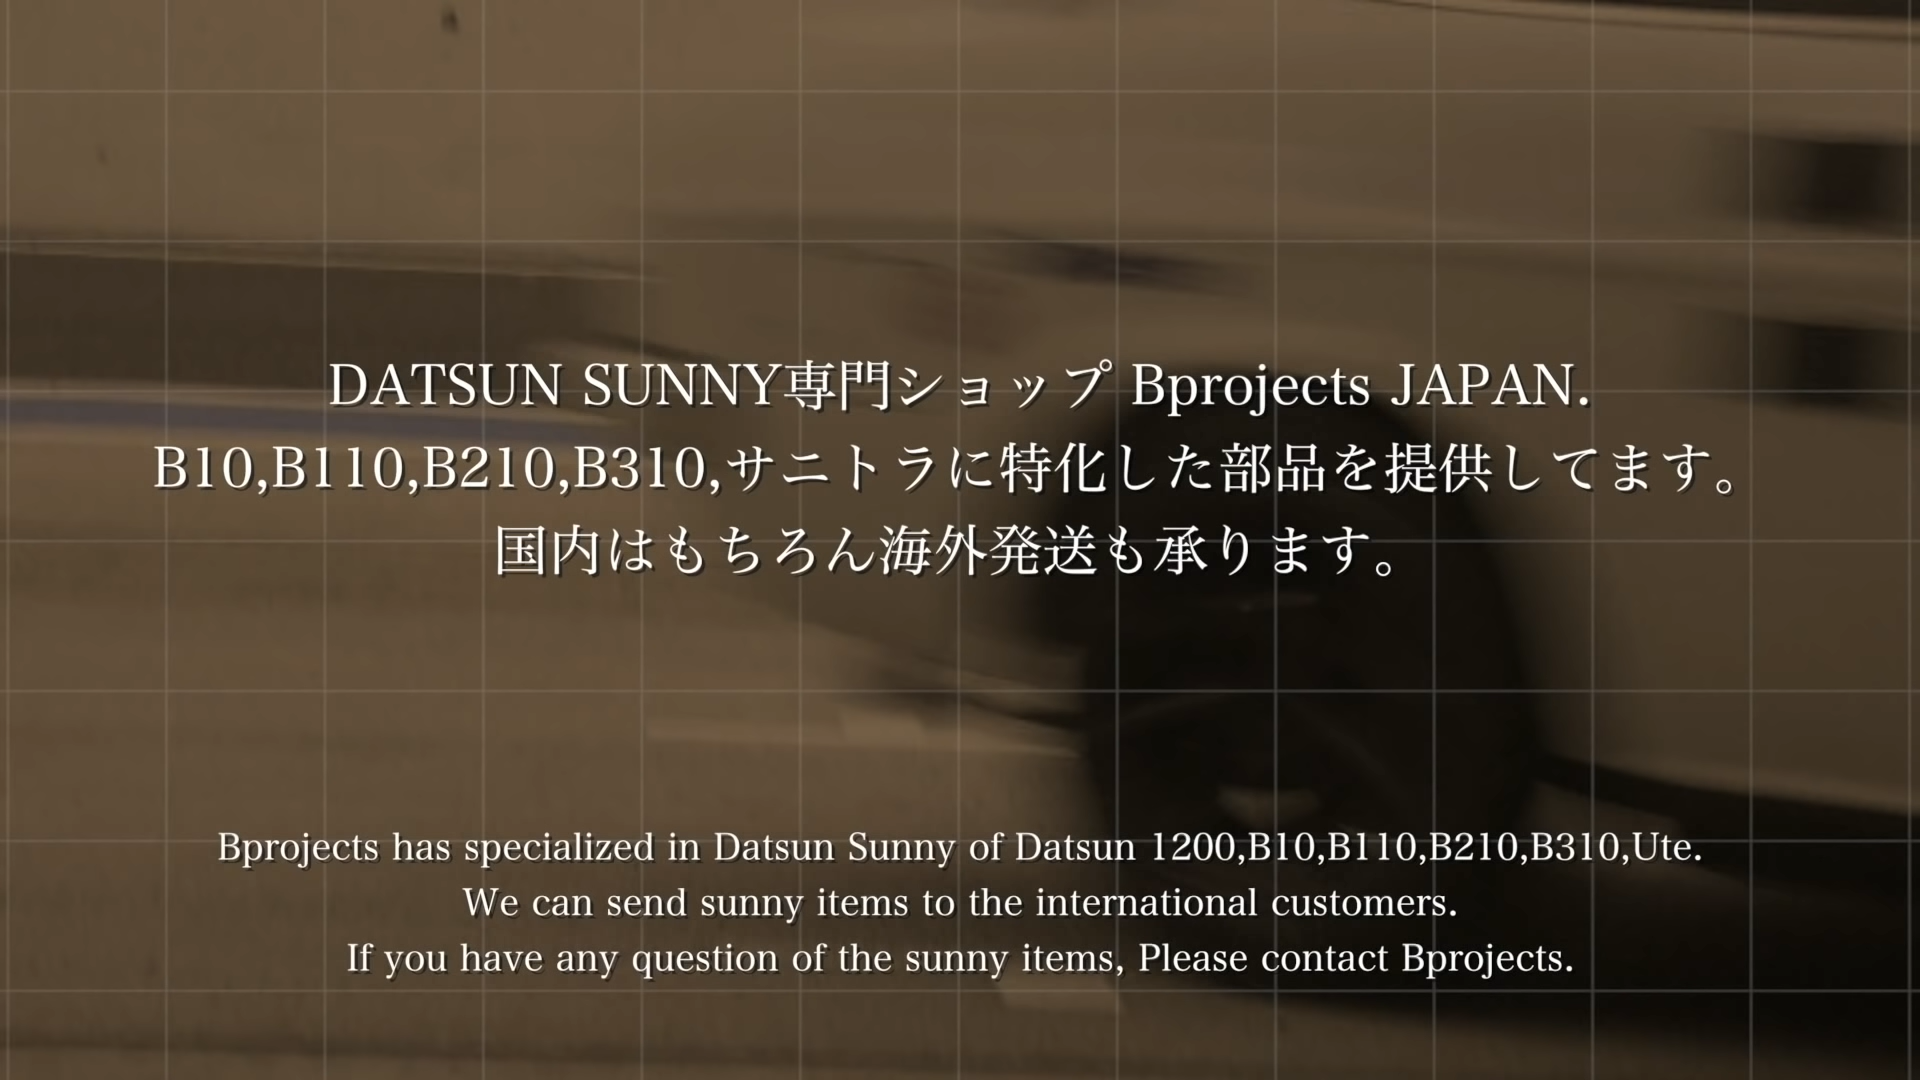 DATSUN SUNNY専門ショップ Bprojects JAPAN.
B10,B110,B210,B310,サニトラに特化した部品を提供してます。
国内はもちろん海外発送も承ります。
Bprojects has specialized in Datsun Sunny of Datsun 1200,B10,B110,B210,B310,Ute.
We can send sunny items to the international customers.
If you have any question of the sunny items, Please contact Bprojects.